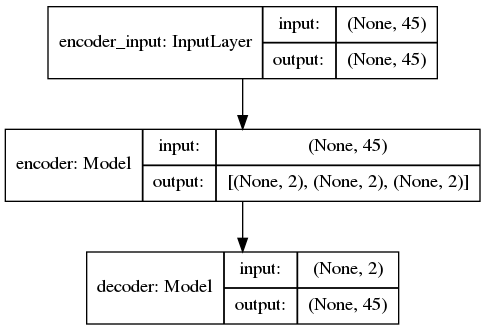 encoder_input: InputLayer
input: (None, 45)
output: (None, 45)
encoder: Model
input: (None, 45)
output: [(None, 2), (None, 2), (None, 2)]
decoder: Model
input: (None, 2)
output: (None, 45)